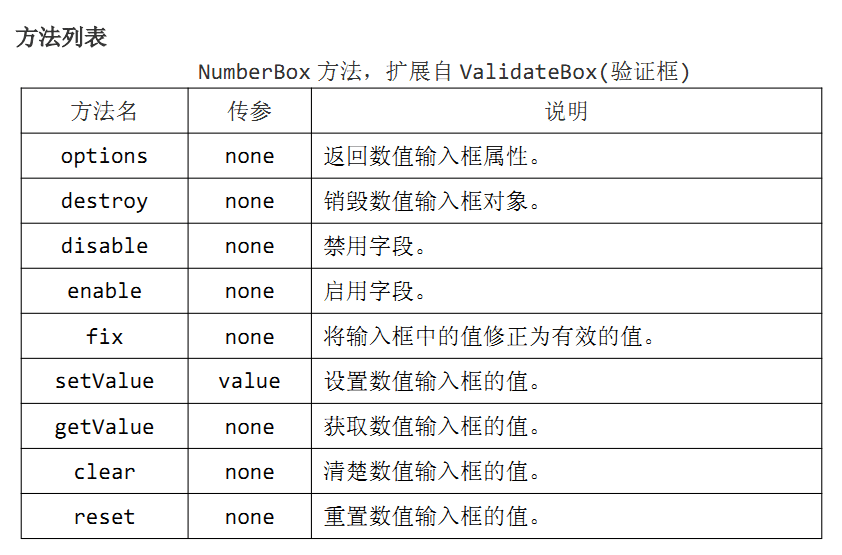 方法列表
NumberBox 方法，扩展自 ValidateBox(验证框)
方法名 传参 说明
options none 返回数值输入框属性。
destroy none 销毁数值输入框对象。
disable none 禁用字段。
enable none 启用字段。
fix none 将输入框中的值修正为有效的值。
setValue value 设置数值输入框的值。
getValue none 获取数值输入框的值。
clear none 清楚数值输入框的值。
reset none 重置数值输入框的值。